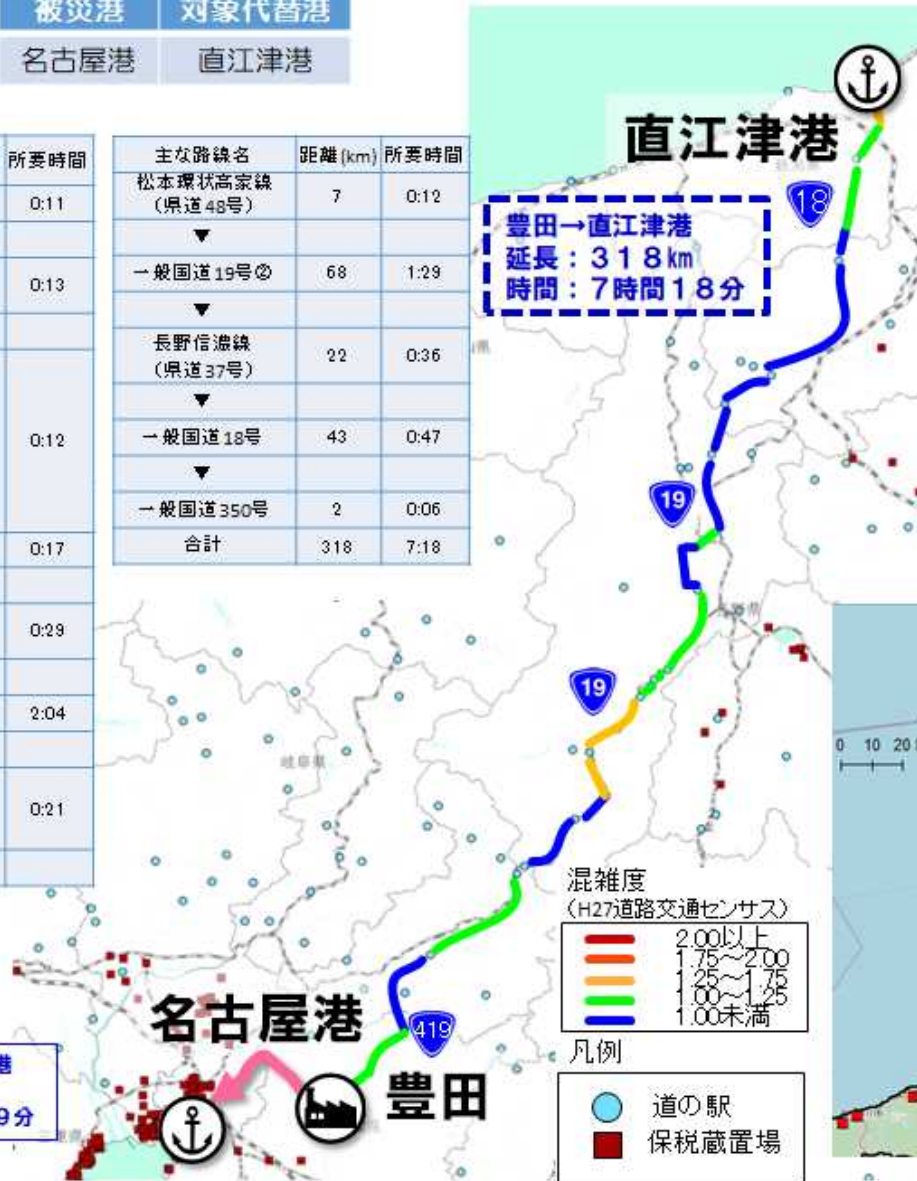 被災港 対象代替港
名古屋港 直江津港
所要時間
0:11
0:13
0:12
0:17
0:29
2:04
0:21
主な路線名 距離(km) 所要時間
松本環状高家線
(県道48号) 7 0:12
▼
一般国道19号② 68 1:29
▼
長野信濃線
(県道37号) 22 0:36
▼
一般国道18号 43 0:47
▼
一般国道350号 2 0:06
合計 318 7:18
直江津港
18
豊田→直江津港
延長：318km
時間：7時間18分
19
19
岐阜県
0 10 20
混雑度
(H27道路交通センサス)
2.00以上
1.75～2.00
1.25～1.75
1.00～1.25
1.00未満
名古屋港
419
豊田
港
9分
凡例
道の駅
保税蔵置場